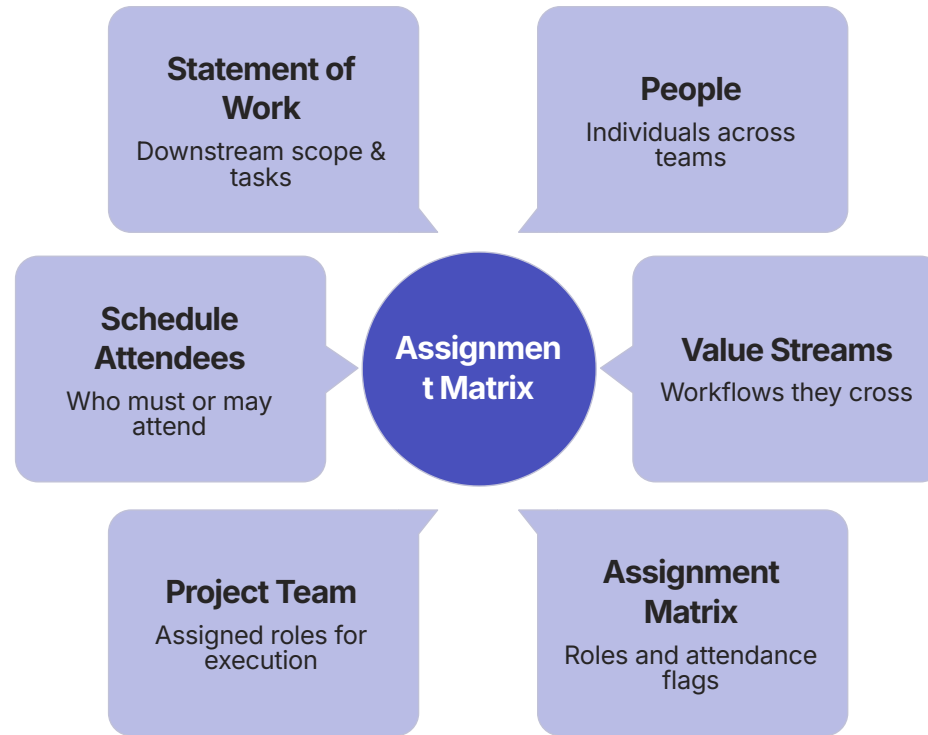 Statement of
Work
Downstream scope &
tasks
People
Individuals across
teams
Schedule
Attendees
Who must or may
attend
Assignmen
t Matrix
Value Streams
Workflows they cross
Project Team
Assigned roles for
execution
Assignment
Matrix
Roles and attendance
flags